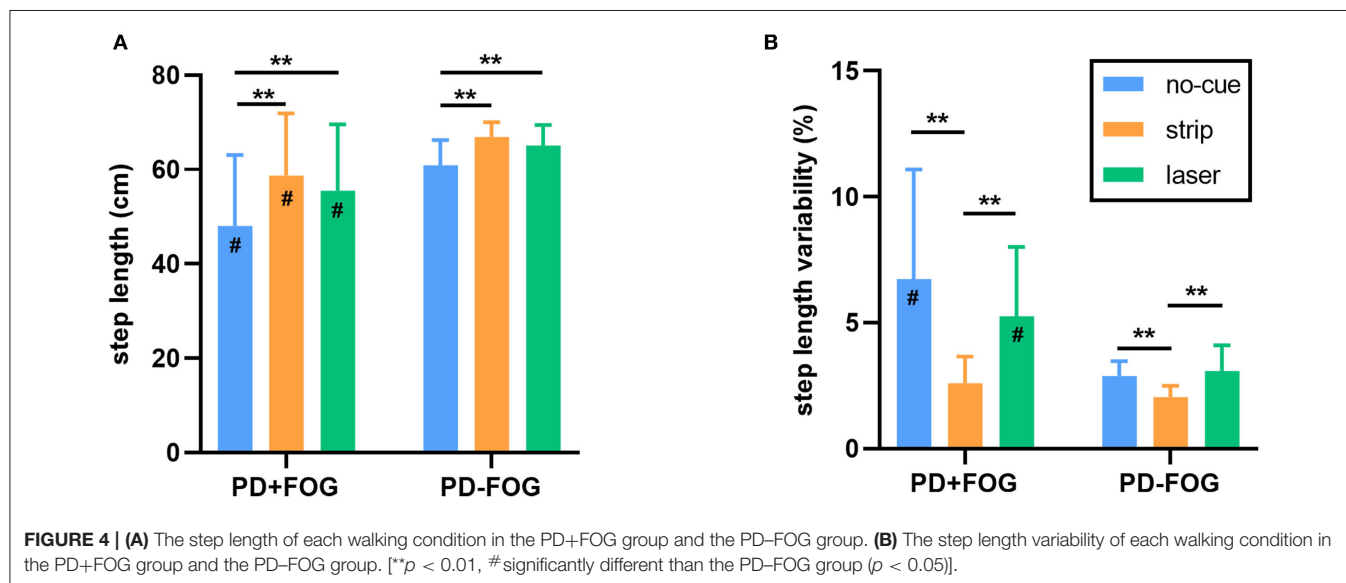 A
B
**
**
**
**
80
60
40
20
0
step length (cm)
#
#
#
PD+FOG
PD-FOG
15
10
5
0
step length variability (%)
**
**
**
**
#
#
no-cue
strip
laser
PD+FOG
PD-FOG
FIGURE 4 | (A) The step length of each walking condition in the PD+FOG group and the PD–FOG group. (B) The step length variability of each walking condition in
the PD+FOG group and the PD–FOG group. [**p < 0.01, #significantly different than the PD–FOG group (p < 0.05)].